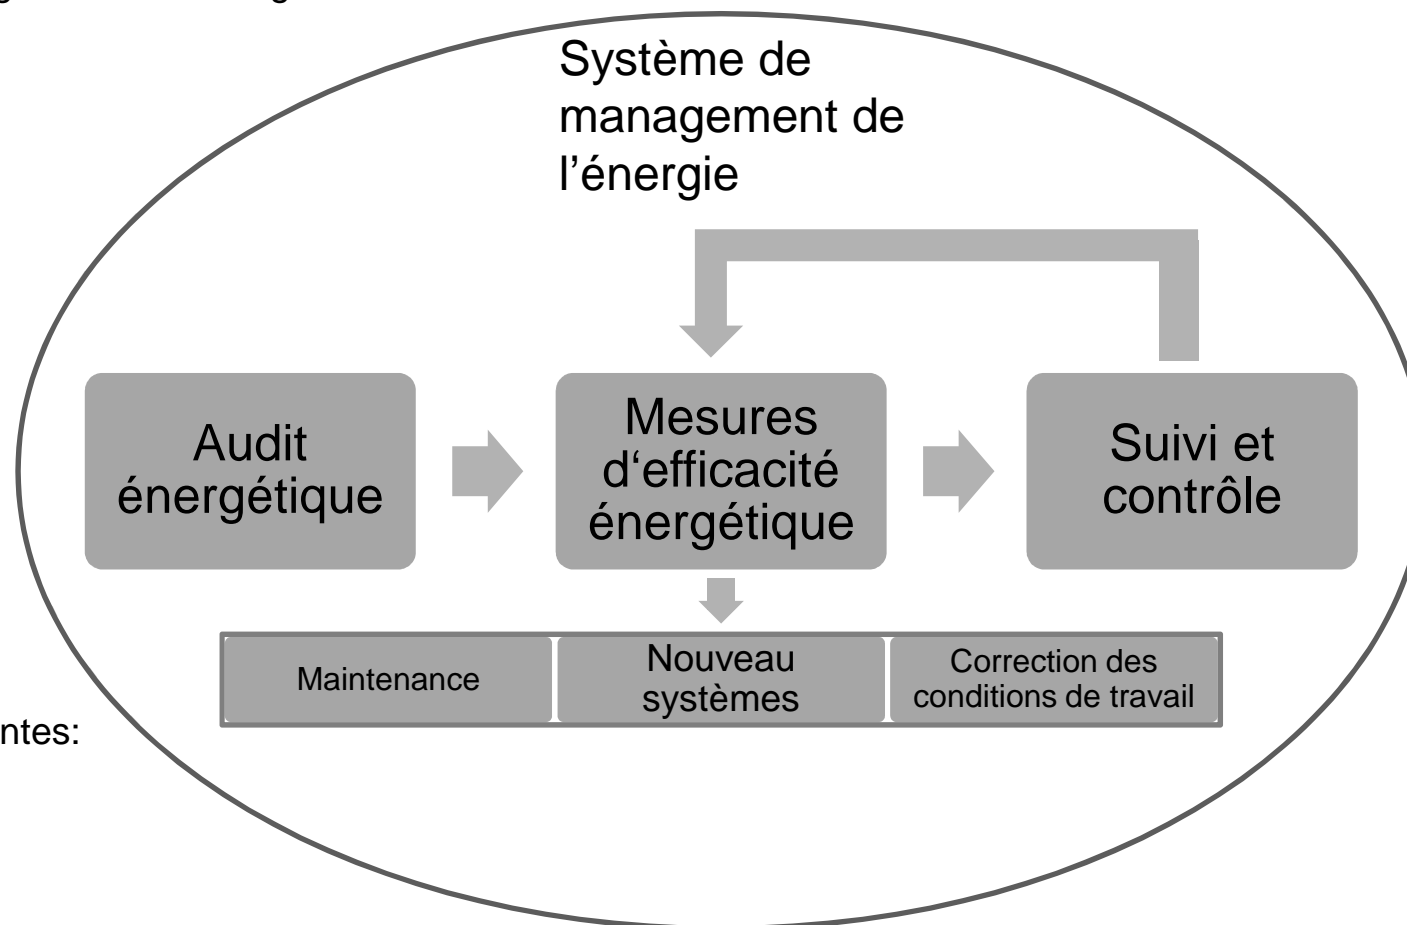 Système de
management de
l’énergie
Audit
énergétique
Mesures
d‘efficacité
énergétique
Suivi et
contrôle
Maintenance
Nouveau
systèmes
Correction des
conditions de travail
ntes: